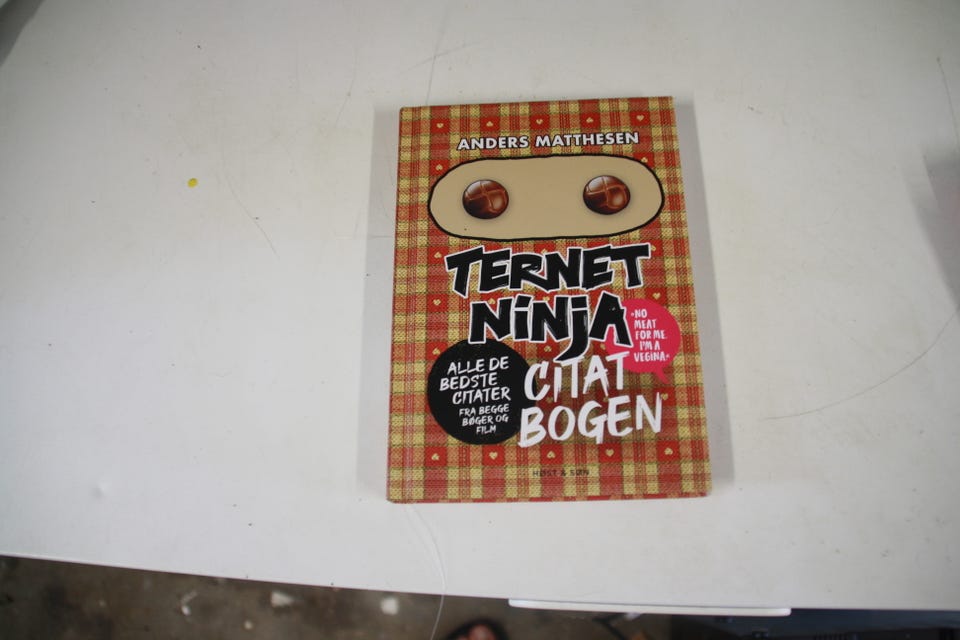 ANDERS MATTHESEN
TERNET
NINJA
»NO
MEAT
FOR ME.
I'M A
VEGINA.«
CITAT
BOGEN
ALLE DE
BEDSTE
CITATER
FRA BEGGE
BØGER OG
FILM
HØST & SØN